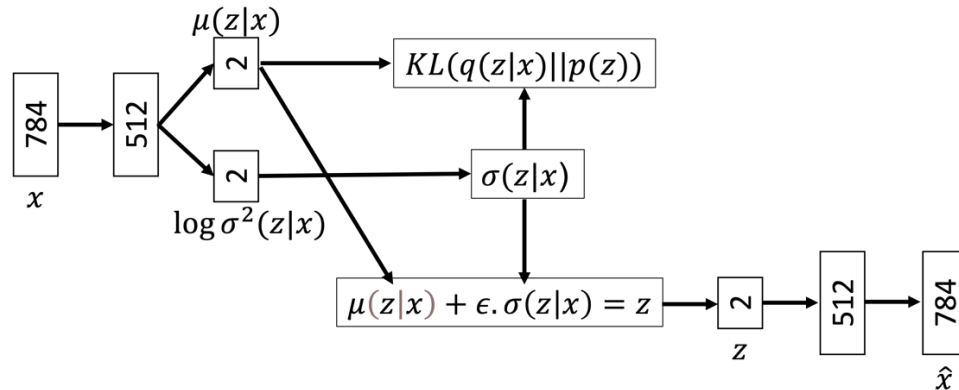 μ(z|x)
2
KL(q(z|x)||p(z))
784
512
x
2
σ(z|x)
log σ²(z|x)
μ(z|x) + ϵ. σ(z|x) = z
2
512
784
z
x̂